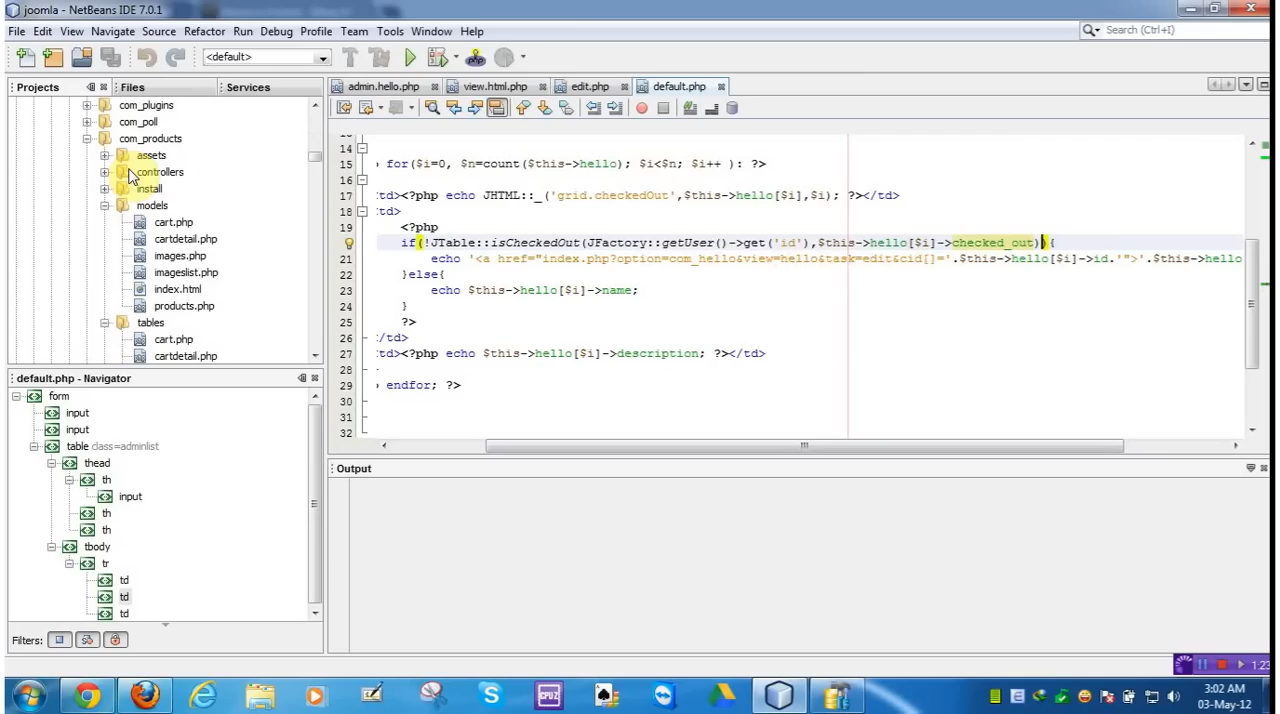 joomla - NetBeans IDE 7.0.1
File Edit View Navigate Source Refactor Run Debug Profile Team Tools Window Help
Search (Ctrl+I)
<default>
Projects Files Services
admin.hello.php view.html.php edit.php default.php
com_plugins
com_poll
com_products
assets
controllers
install
models
cart.php
cartdetail.php
images.php
imageslist.php
index.html
products.php
tables
cart.php
cartdetail.php
14
15 for($i=0, $n=count($this->hello); $i<$n; $i++ ): ?>
16
17 td><?php echo JHTML::_('grid.checkedOut',$this->hello[$i],$i); ?></td>
18 td>
19 <?php
20 if(!JTable::isCheckedOut(JFactory::getUser()->get('id'),$this->hello[$i]->checked_out)){
21 echo '<a href="index.php?option=com_hello&view=hello&task=edit&cid[]='.$this->hello[$i]->id.'">'.$this->hello
22 }else{
23 echo $this->hello[$i]->name;
24 }
25 ?>
26 /td>
27 td><?php echo $this->hello[$i]->description; ?></td>
28
29 endfor; ?>
30
31
32
default.php - Navigator
form
input
input
table class=adminlist
thead
th
input
th
th
tbody
tr
td
td
td
Filters:
Output
1:23
CPUZ
3:02 AM
03-May-12